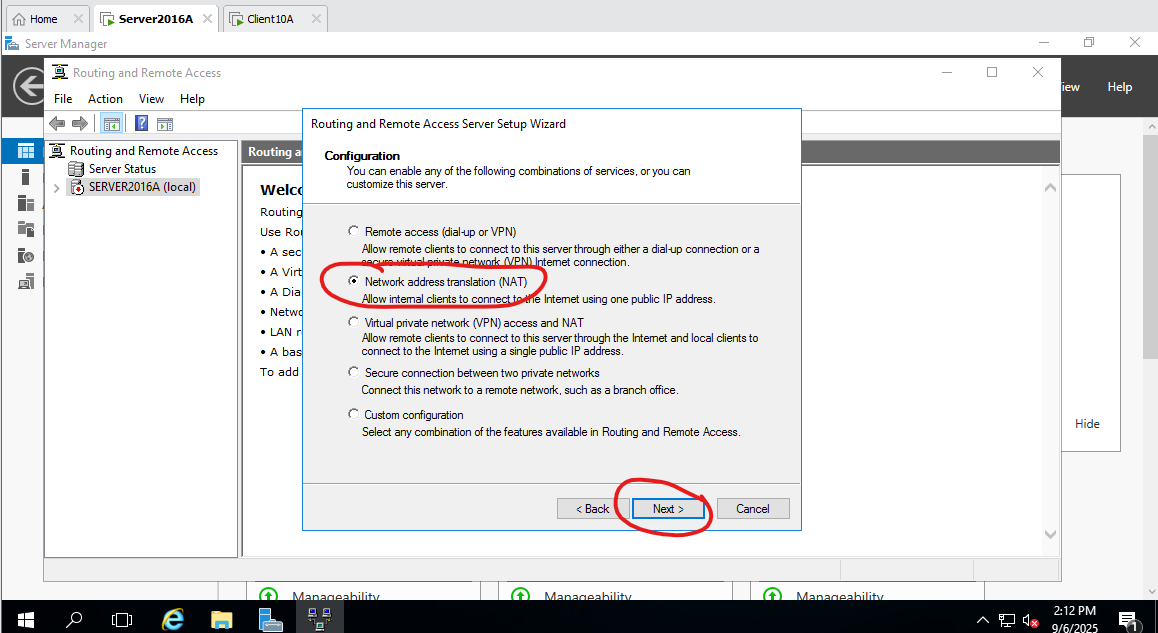 Home
Server2016A
Client10A
Server Manager
Routing and Remote Access
iew
Help
File
Action
View
Help
Routing and Remote Access Server Setup Wizard
Routing and Remote Access
Server Status
SERVER2016A (local)
Routing a
Welc
Routing
Use Rou
• A sec
• A Virt
• A Dia
• Netwo
• LAN r
• A bas
To add
Configuration
You can enable any of the following combinations of services, or you can
customize this server.
Remote access (dial-up or VPN)
Allow remote clients to connect to this server through either a dial-up connection or a
secure virtual private network (VPN) Internet connection.
Network address translation (NAT)
Allow internal clients to connect to the Internet using one public IP address.
Virtual private network (VPN) access and NAT
Allow remote clients to connect to this server through the Internet and local clients to
connect to the Internet using a single public IP address.
Secure connection between two private networks
Connect this network to a remote network, such as a branch office.
Custom configuration
Select any combination of the features available in Routing and Remote Access.
< Back
Next >
Cancel
Hide
Manageability
Manageability
Manageability
2:12 PM
9/6/2025
1